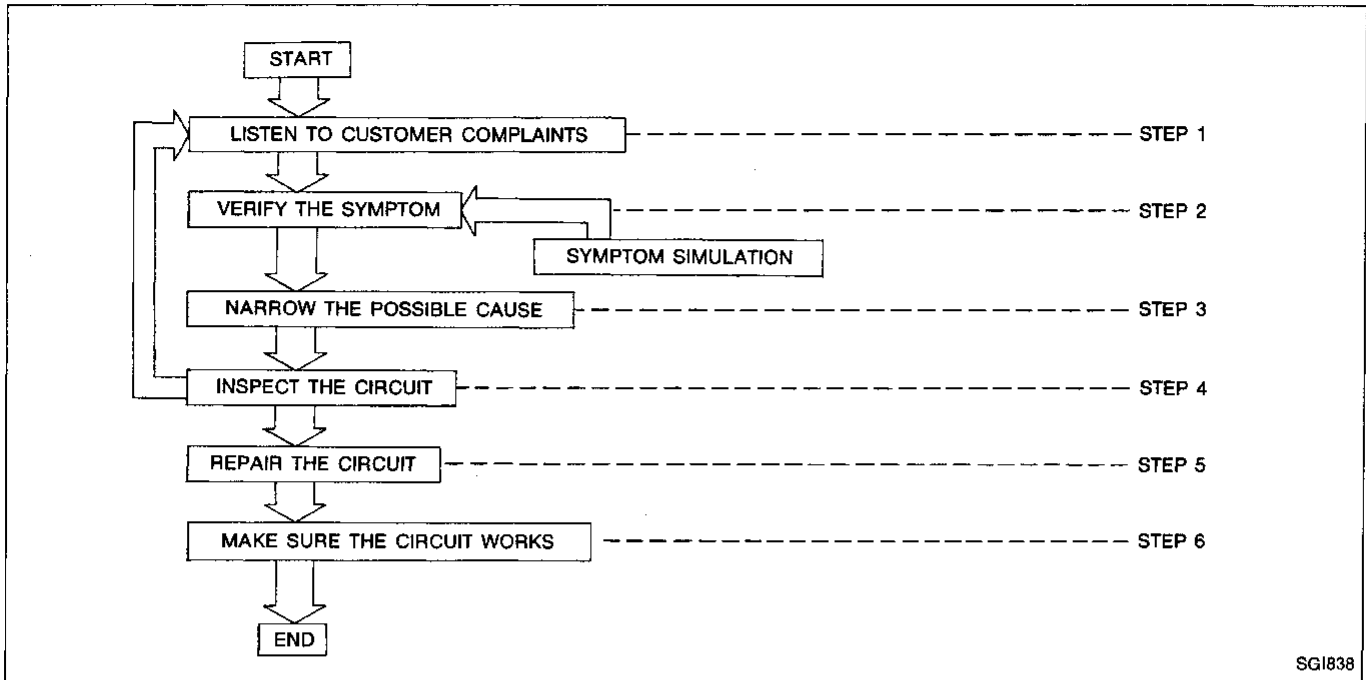 START
LISTEN TO CUSTOMER COMPLAINTS STEP 1
VERIFY THE SYMPTOM STEP 2
SYMPTOM SIMULATION
NARROW THE POSSIBLE CAUSE STEP 3
INSPECT THE CIRCUIT STEP 4
REPAIR THE CIRCUIT STEP 5
MAKE SURE THE CIRCUIT WORKS STEP 6
END
SGI838